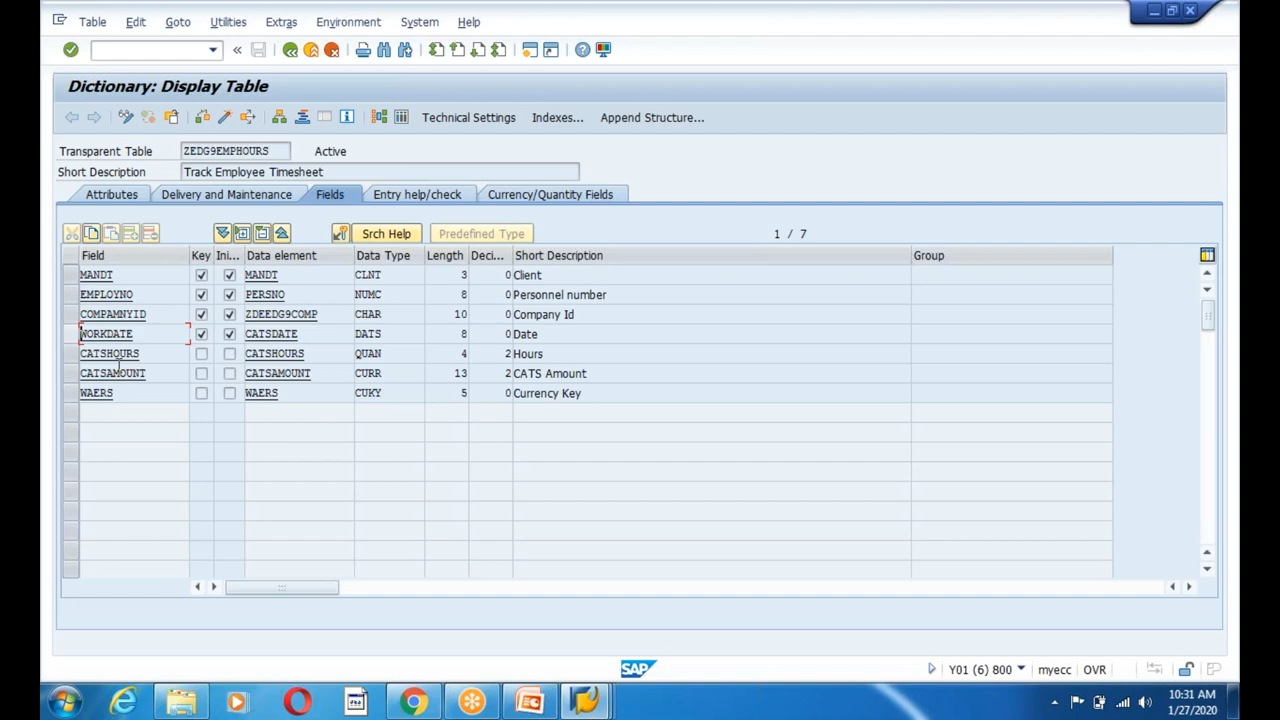 Table Edit Goto Utilities Extras Environment System Help
Dictionary: Display Table
Technical Settings Indexes... Append Structure...
Transparent Table ZEDG9EMPHOURS Active
Short Description Track Employee Timesheet
Attributes Delivery and Maintenance Fields Entry help/check Currency/Quantity Fields
Srch Help Predefined Type 1 / 7
Field Key Ini... Data element Data Type Length Deci... Short Description Group
MANDT MANDT CLNT 3 0 Client
EMPLOYNO PERSNO NUMC 8 0 Personnel number
COMPAMNYID ZDEEDG9COMP CHAR 10 0 Company Id
WORKDATE CATSDATE DATS 8 0 Date
CATSHOURS CATSHOURS QUAN 4 2 Hours
CATSAMOUNT CATSAMOUNT CURR 13 2 CATS Amount
WAERS WAERS CUKY 5 0 Currency Key
SAP Y01 (6) 800 myecc OVR
10:31 AM
1/27/2020